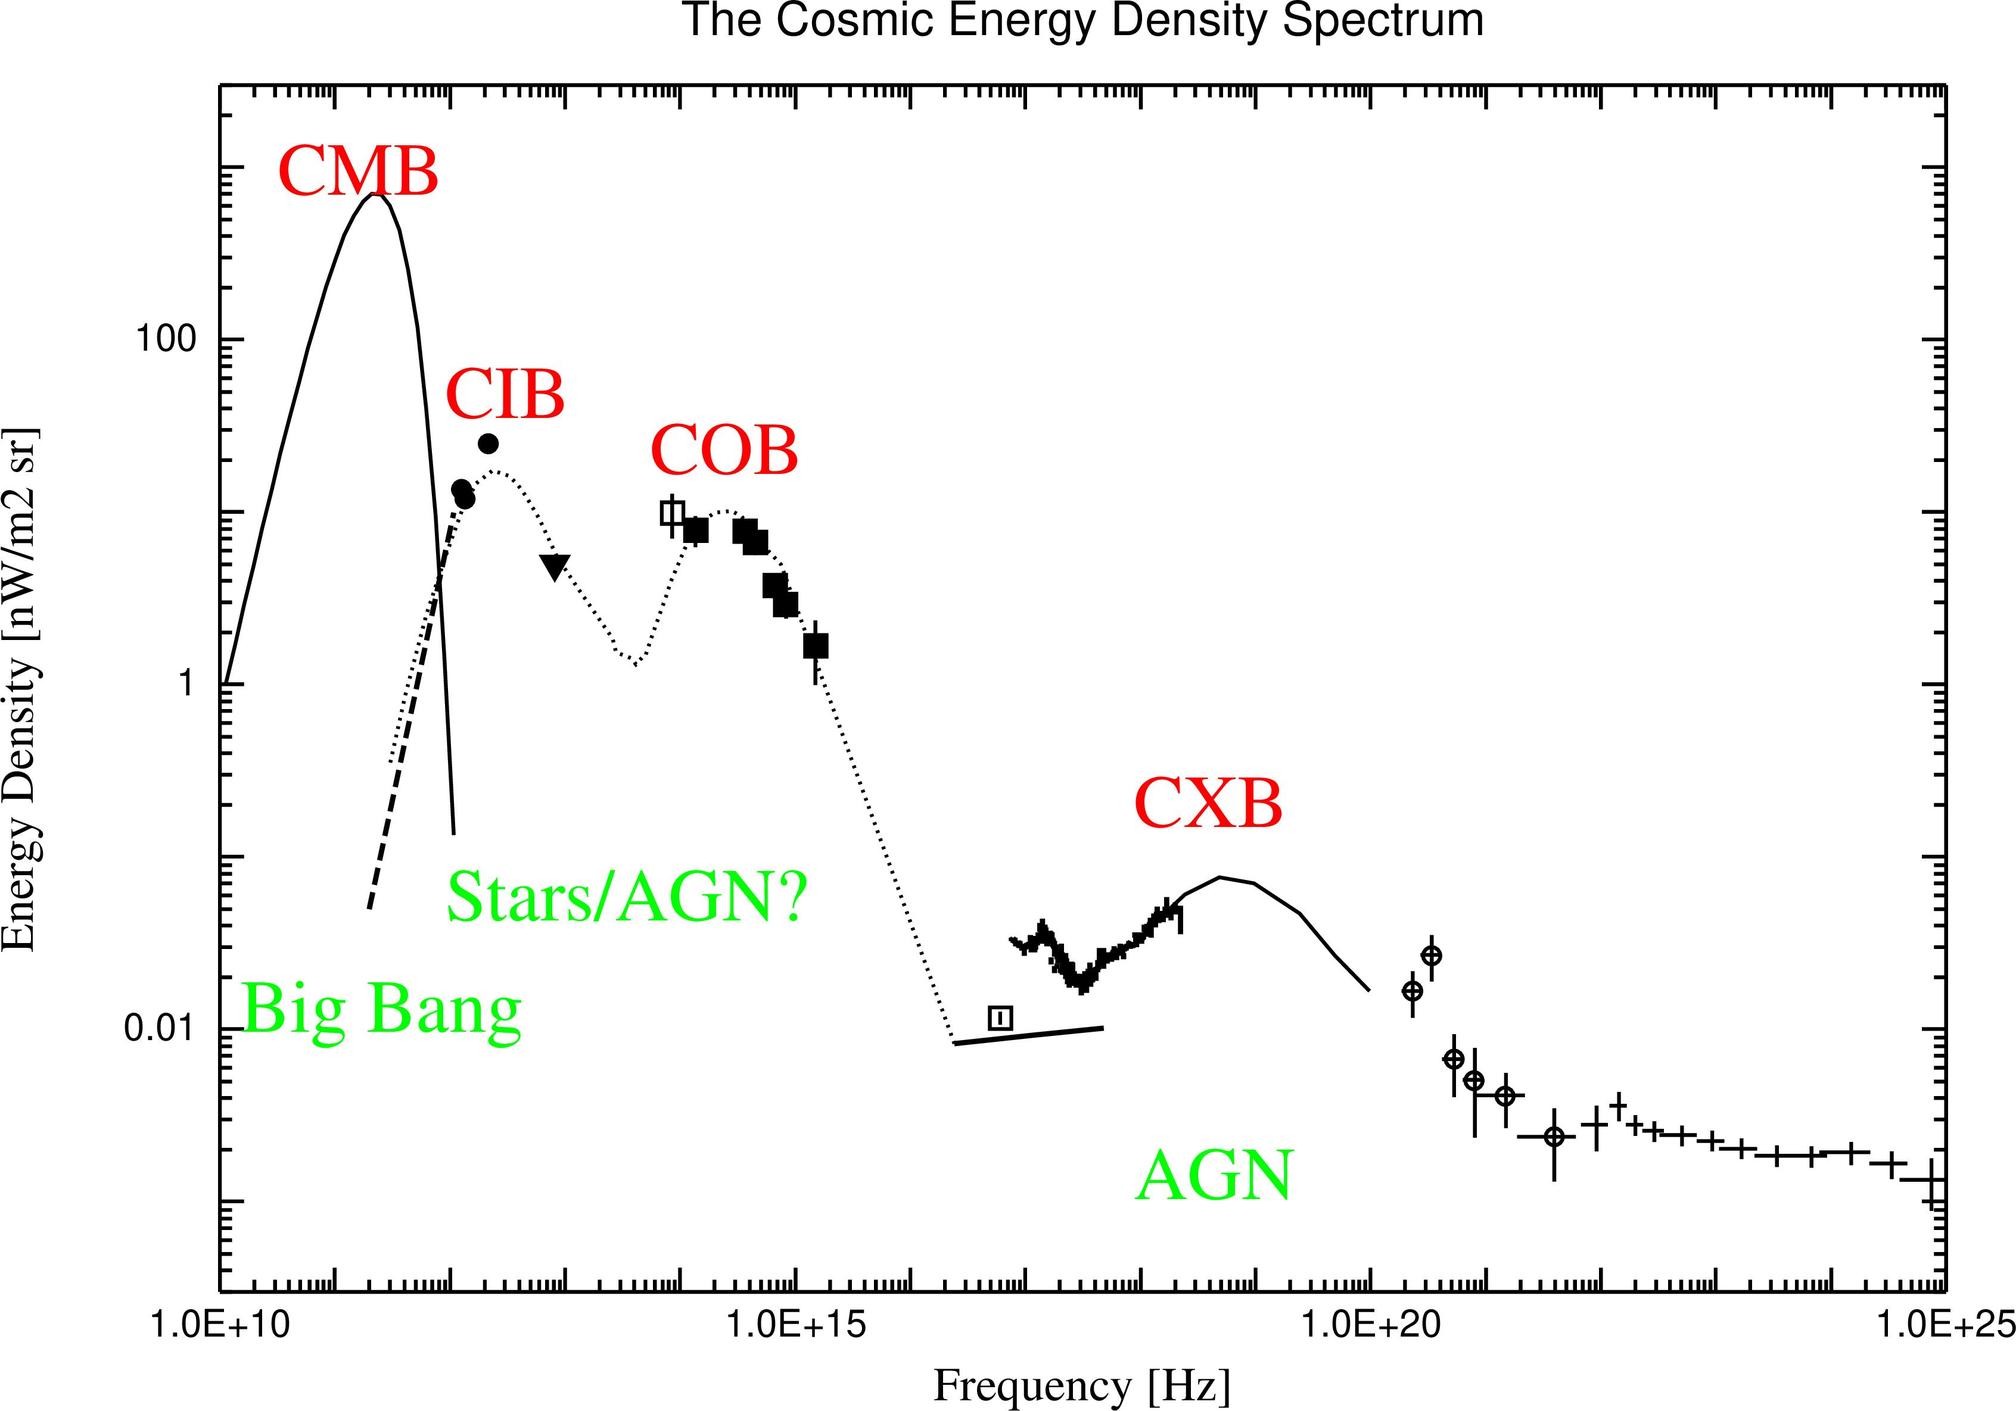 The Cosmic Energy Density Spectrum
CMB
100
CIB
COB
Energy Density [nW/m2 sr]
1
CXB
Stars/AGN?
Big Bang
0.01
AGN
1.0E+10 1.0E+15 1.0E+20 1.0E+25
Frequency [Hz]